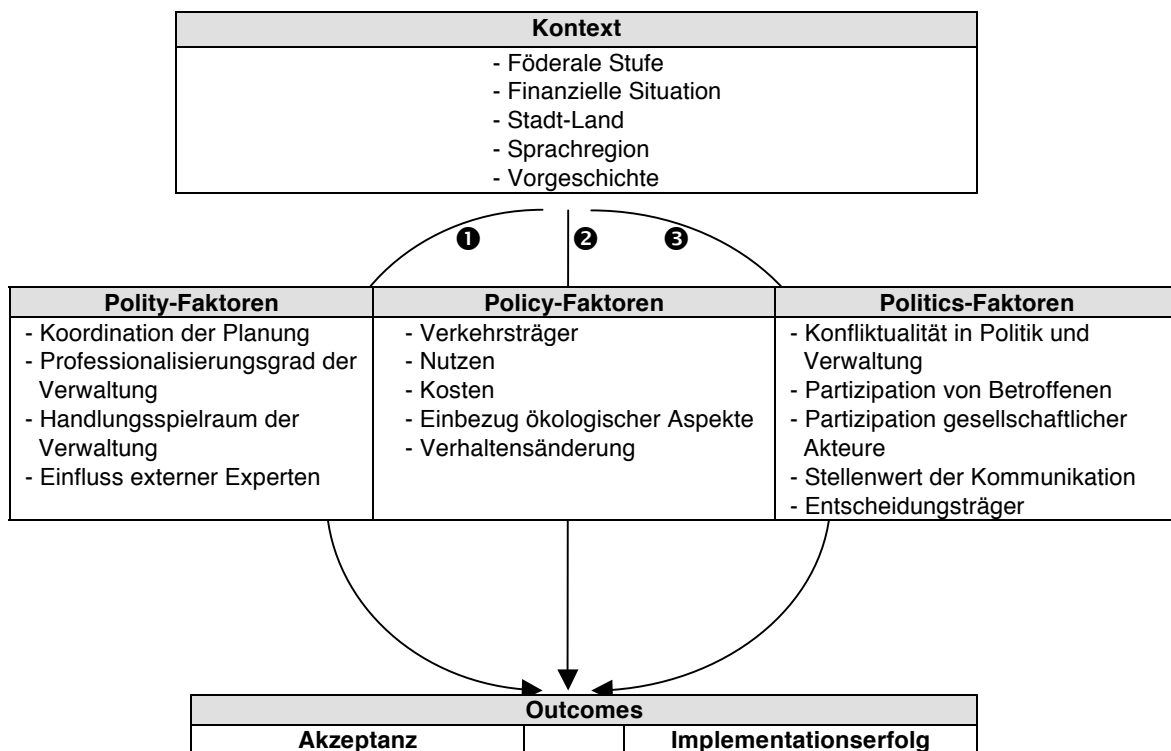 Kontext
- Föderale Stufe
- Finanzielle Situation
- Stadt-Land
- Sprachregion
- Vorgeschichte
❶ ❷ ❸
Polity-Faktoren
- Koordination der Planung
- Professionalisierungsgrad der
Verwaltung
- Handlungsspielraum der
Verwaltung
- Einfluss externer Experten
Policy-Faktoren
- Verkehrsträger
- Nutzen
- Kosten
- Einbezug ökologischer Aspekte
- Verhaltensänderung
Politics-Faktoren
- Konfliktualität in Politik und
Verwaltung
- Partizipation von Betroffenen
- Partizipation gesellschaftlicher
Akteure
- Stellenwert der Kommunikation
- Entscheidungsträger
Outcomes
Akzeptanz
Implementationserfolg